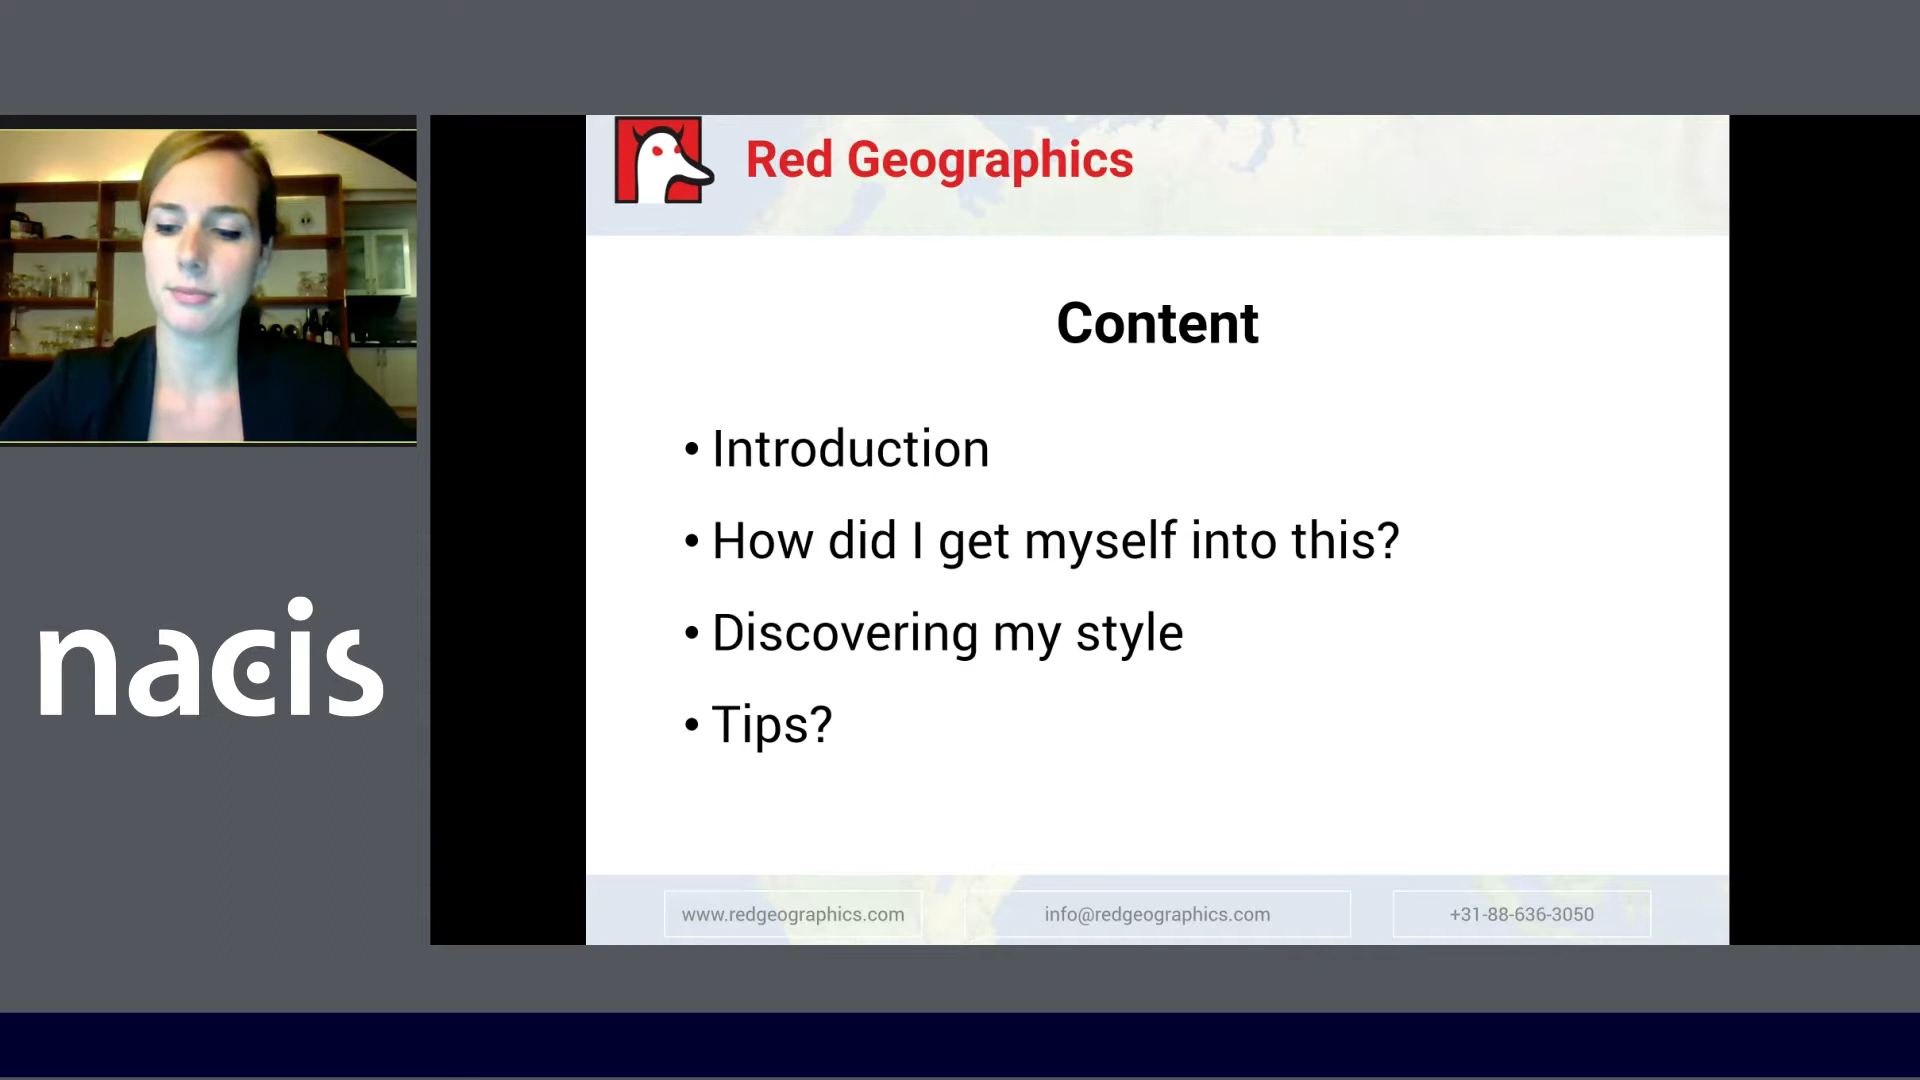 Red Geographics
Content
• Introduction
• How did I get myself into this?
• Discovering my style
• Tips?
nacis
www.redgeographics.com
info@redgeographics.com
+31-88-636-3050